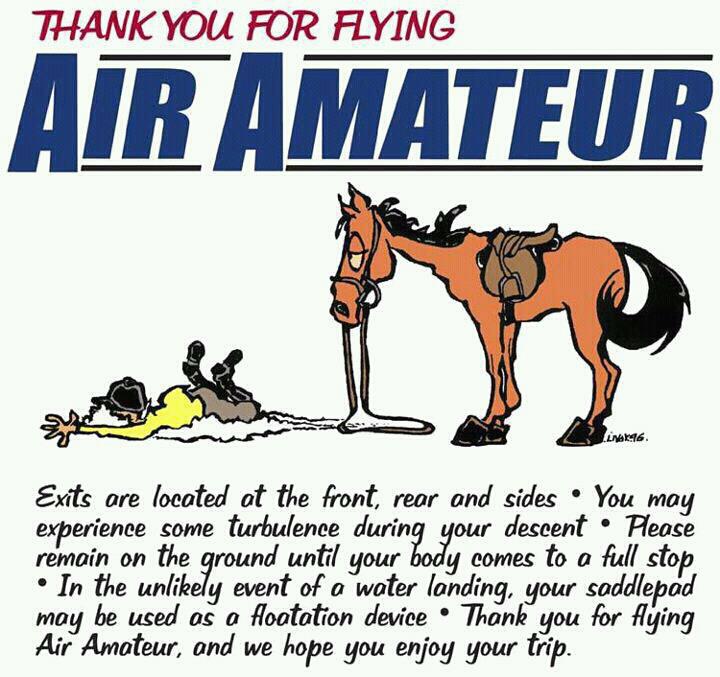 THANK YOU FOR FLYING
AIR AMATEUR
Exits are located at the front, rear and sides • You may
experience some turbulence during your descent • Please
remain on the ground until your body comes to a full stop
• In the unlikely event of a water landing, your saddlepad
may be used as a floatation device • Thank you for flying
Air Amateur, and we hope you enjoy your trip.